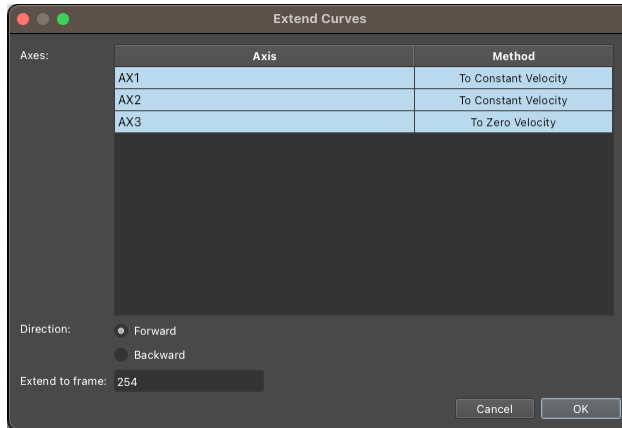 Extend Curves
Axes:
Axis Method
AX1 To Constant Velocity
AX2 To Constant Velocity
AX3 To Zero Velocity
Direction: Forward
Backward
Extend to frame: 254
Cancel OK